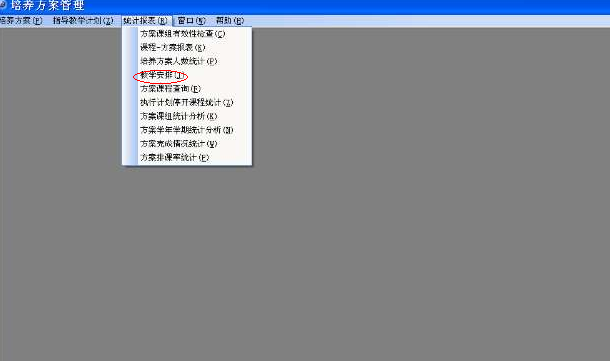 培养方案管理
培养方案(P) 指导教学计划(Z) 统计报表(R) 窗口(W) 帮助(H)
方案课组有效性检查(C)
课程-方案报表(K)
培养方案人数统计(P)
教学安排(J)
方案课程查询(F)
执行计划停开课程统计(Z)
方案课组统计分析(K)
方案学年学期统计分析(N)
方案完成情况统计(W)
方案排课率统计(P)